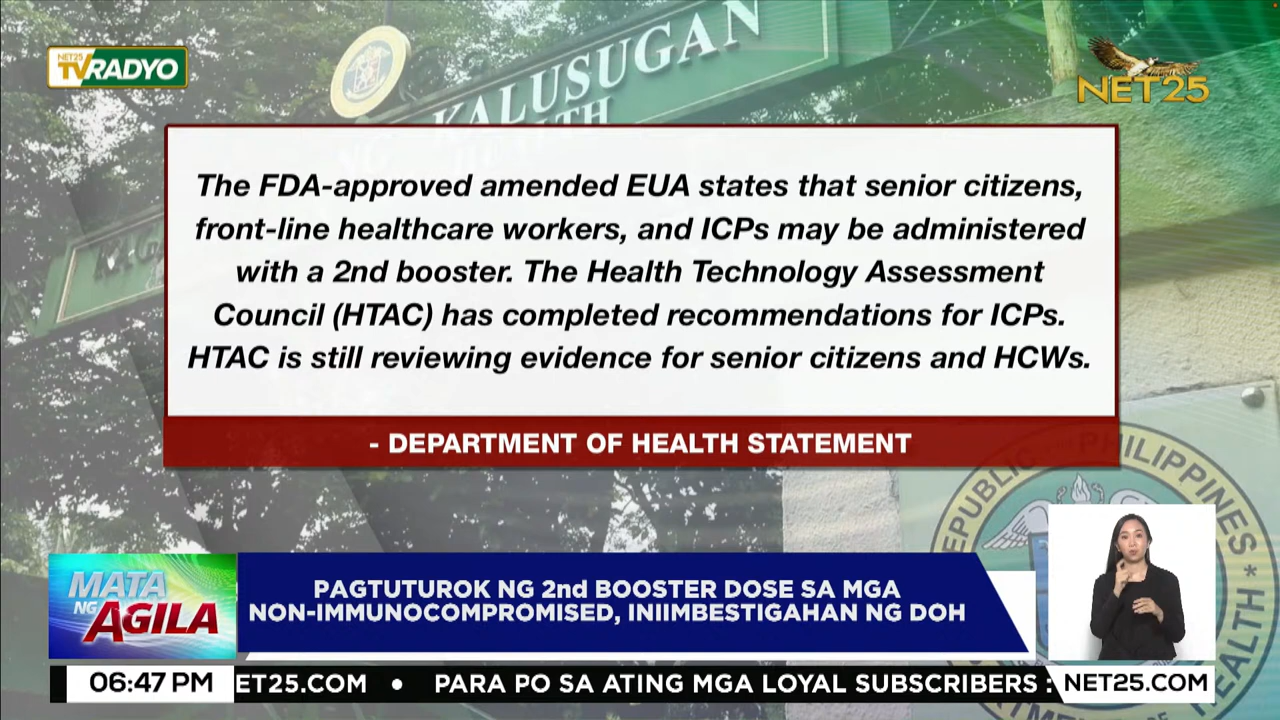 NET25
TVRADYO
KALUSUGAN
NET25
The FDA-approved amended EUA states that senior citizens,
front-line healthcare workers, and ICPs may be administered
with a 2nd booster. The Health Technology Assessment
Council (HTAC) has completed recommendations for ICPs.
HTAC is still reviewing evidence for senior citizens and HCWs.
- DEPARTMENT OF HEALTH STATEMENT
MATA
NG
AGILA
PAGTUTUROK NG 2nd BOOSTER DOSE SA MGA
NON-IMMUNOCOMPROMISED, INIIMBESTIGAHAN NG DOH
06:47 PM
ET25.COM • PARA PO SA ATING MGA LOYAL SUBSCRIBERS :
NET25.COM